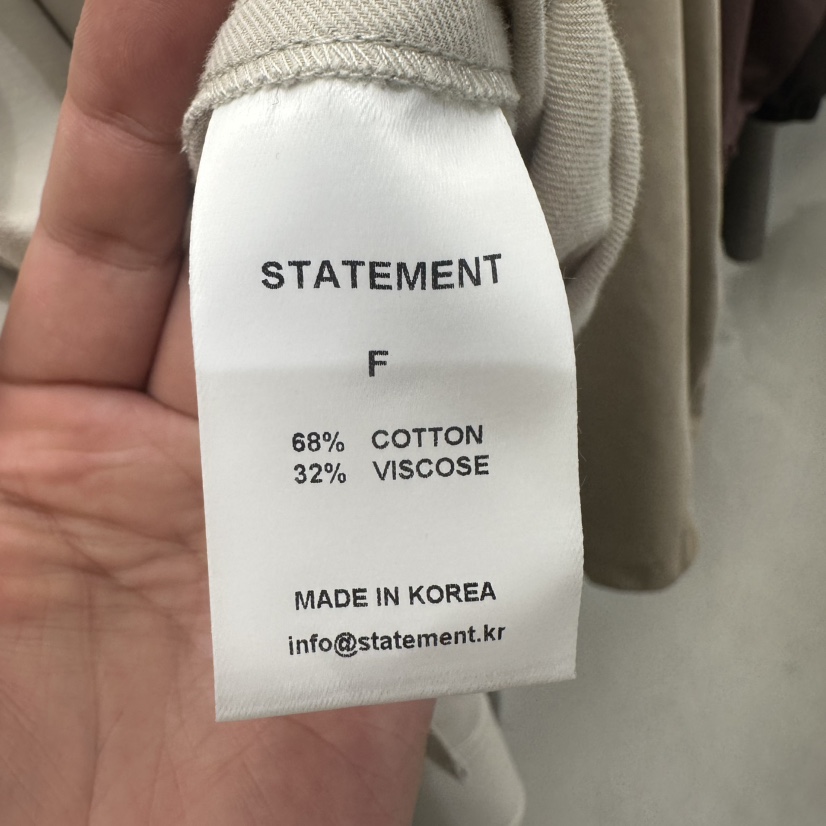 STATEMENT
F
68% COTTON
32% VISCOSE
MADE IN KOREA
info@statement.kr